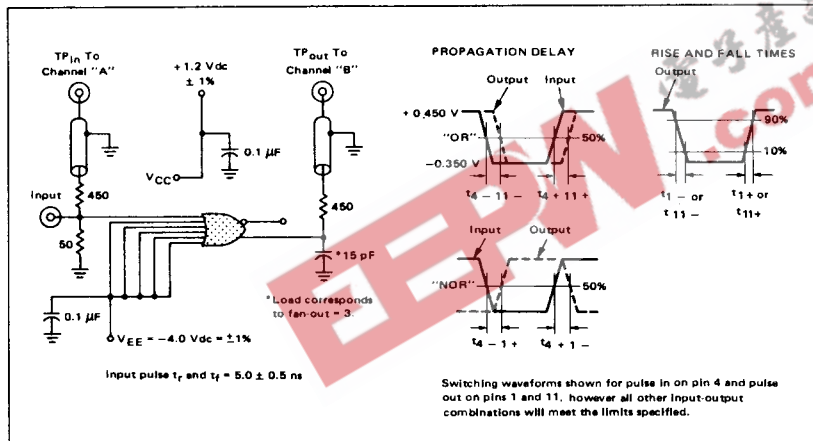 TPIn To
Channel "A"
+1.2 Vdc
± 1%
TPout To
Channel "B"
0.1 µF
VCC
450
450
Input
50
*15 pF
*Load corresponds
to fan-out = 3.
0.1 µF
VEE = -4.0 Vdc = ±1%
Input pulse tr and tf = 5.0 ± 0.5 ns
PROPAGATION DELAY
Output
Input
+0.450 V
"OR"
50%
-0.350 V
t4 - 11 -
t4 + 11 +
Input
Output
"NOR"
50%
t4 - 1 +
t4 + 1 -
RISE AND FALL TIMES
Output
90%
10%
t1 - or
t11 -
t1+ or
t11+
Switching waveforms shown for pulse in on pin 4 and pulse
out on pins 1 and 11, however all other input-output
combinations will meet the limits specified.
EEPW.com
電子產